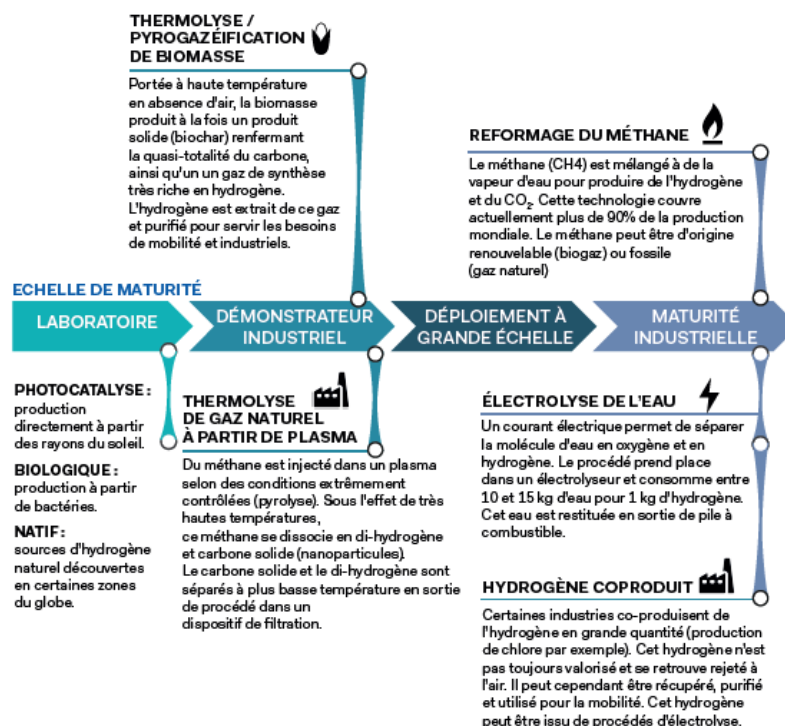 THERMOLYSE /
PYROGAZÉIFICATION
DE BIOMASSE
Portée à haute température
en absence d'air, la biomasse
produit à la fois un produit
solide (biochar) renfermant
la quasi-totalité du carbone,
ainsi qu'un un gaz de synthèse
très riche en hydrogène.
L'hydrogène est extrait de ce gaz
et purifié pour servir les besoins
de mobilité et industriels.
REFORMAGE DU MÉTHANE
Le méthane (CH4) est mélangé à de la
vapeur d'eau pour produire de l'hydrogène
et du CO₂. Cette technologie couvre
actuellement plus de 90% de la production
mondiale. Le méthane peut être d'origine
renouvelable (biogaz) ou fossile
(gaz naturel)
ECHELLE DE MATURITÉ
LABORATOIRE
DÉMONSTRATEUR
INDUSTRIEL
DÉPLOIEMENT À
GRANDE ÉCHELLE
MATURITÉ
INDUSTRIELLE
PHOTOCATALYSE :
production
directement à partir
des rayons du soleil.
BIOLOGIQUE :
production à partir
de bactéries.
NATIF :
sources d'hydrogène
naturel découvertes
en certaines zones
du globe.
THERMOLYSE
DE GAZ NATUREL
À PARTIR DE PLASMA
Du méthane est injecté dans un plasma
selon des conditions extrêmement
contrôlées (pyrolyse). Sous l'effet de très
hautes températures,
ce méthane se dissocie en di-hydrogène
et carbone solide (nanoparticules).
Le carbone solide et le di-hydrogène sont
séparés à plus basse température en sortie
de procédé dans un
dispositif de filtration.
ÉLECTROLYSE DE L'EAU
Un courant électrique permet de séparer
la molécule d'eau en oxygène et en
hydrogène. Le procédé prend place
dans un électrolyseur et consomme entre
10 et 15 kg d'eau pour 1 kg d'hydrogène.
Cet eau est restituée en sortie de pile à
combustible.
HYDROGÈNE COPRODUIT
Certaines industries co-produisent de
l'hydrogène en grande quantité (production
de chlore par exemple). Cet hydrogène n'est
pas toujours valorisé et se retrouve rejeté à
l'air. Il peut cependant être récupéré, purifié
et utilisé pour la mobilité. Cet hydrogène
peut être issu de procédés d'électrolyse.